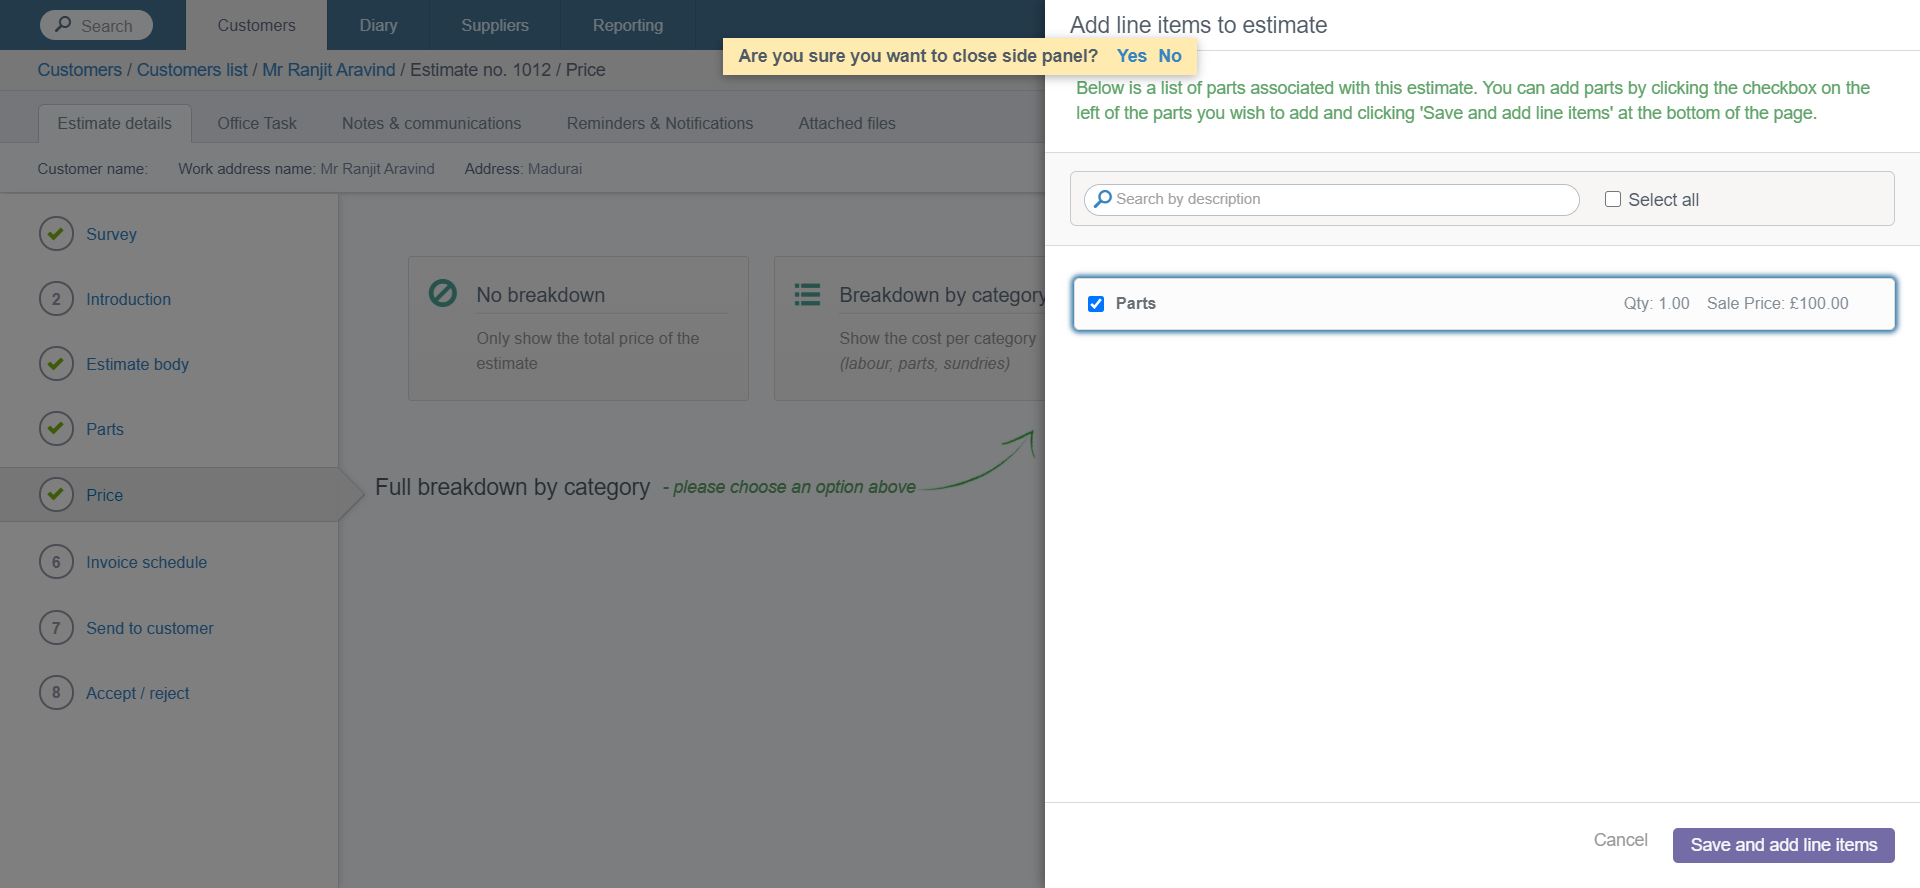 Search
Customers
Diary
Suppliers
Reporting
Customers / Customers list / Mr Ranjit Aravind / Estimate no. 1012 / Price
Estimate details
Office Task
Notes & communications
Reminders & Notifications
Attached files
Customer name:
Work address name: Mr Ranjit Aravind
Address: Madurai
Survey
2
Introduction
Estimate body
Parts
Price
6
Invoice schedule
7
Send to customer
8
Accept / reject
No breakdown
Only show the total price of the
estimate
Breakdown by category
Show the cost per category
(labour, parts, sundries)
Full breakdown by category - please choose an option above
Are you sure you want to close side panel? Yes No
Add line items to estimate
Below is a list of parts associated with this estimate. You can add parts by clicking the checkbox on the
left of the parts you wish to add and clicking 'Save and add line items' at the bottom of the page.
Search by description
Select all
Parts
Qty: 1.00
Sale Price: £100.00
Cancel
Save and add line items